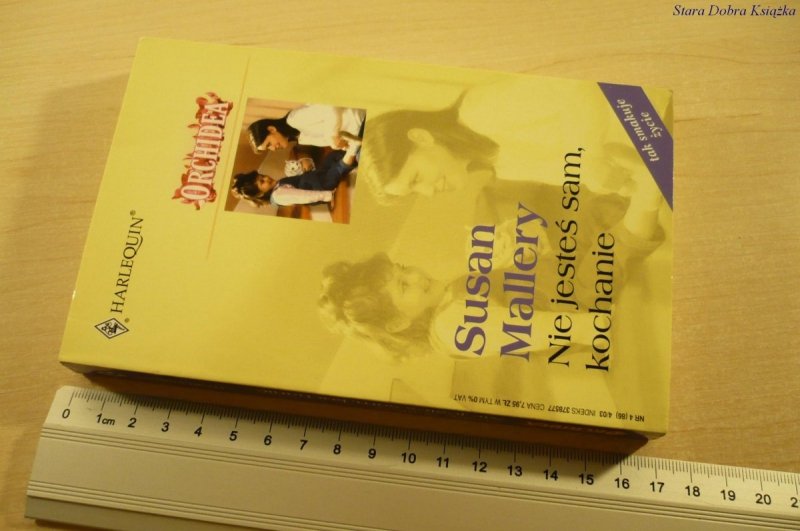 Stara Dobra Książka
HARLEQUIN®
ORCHIDEA
tak smakuje
życie
Susan
Mallery
Nie jesteś sam,
kochanie
NR 4 (86) 4/03 INDEKS 378577 CENA 7,95 ZŁ W TYM 0% VAT
0 1cm 2 3 4 5 6 7 8 9 10 11 12 13 14 15 16 17 18 19 20 2